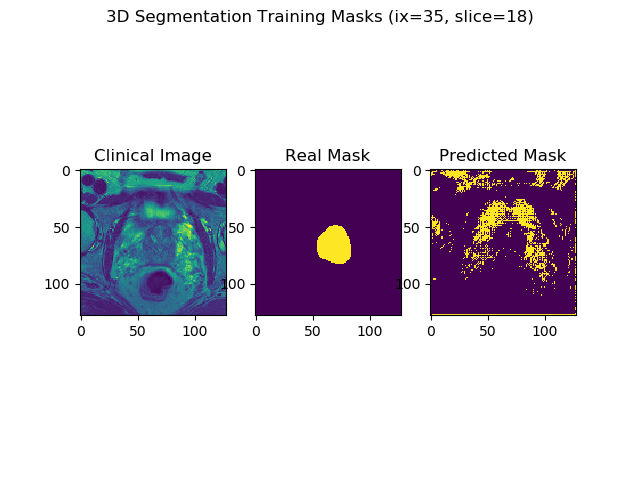 3D Segmentation Training Masks (ix=35, slice=18)
Clinical Image Real Mask Predicted Mask
0 0 0
50 50 50
100 100 100
0 50 100 0 50 100 0 50 100